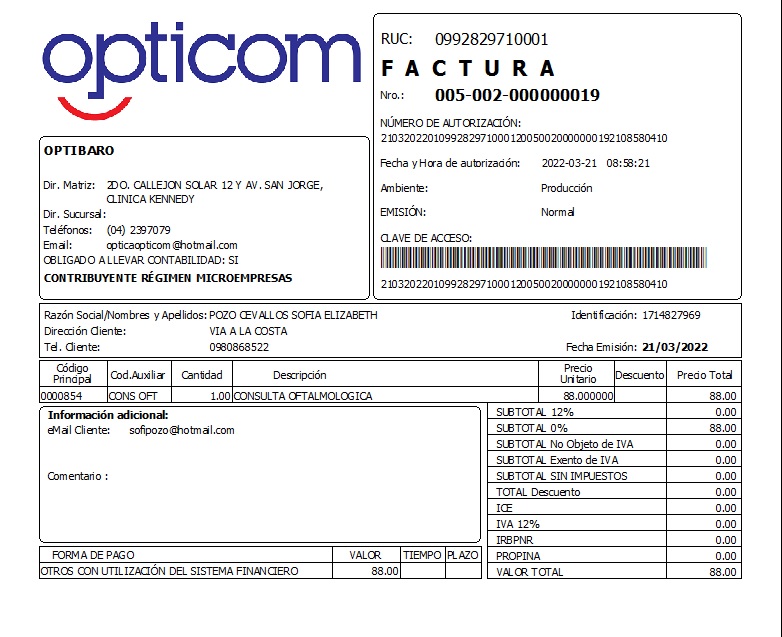 opticom
RUC: 0992829710001
FACTURA
Nro.: 005-002-000000019
NÚMERO DE AUTORIZACIÓN:
2103202201099282971000120050020000000192108580410
Fecha y Hora de autorización: 2022-03-21 08:58:21
Ambiente: Producción
EMISIÓN: Normal
CLAVE DE ACCESO:
2103202201099282971000120050020000000192108580410
OPTIBARO
Dir. Matriz: 2DO. CALLEJON SOLAR 12 Y AV. SAN JORGE,
CLINICA KENNEDY
Dir. Sucursal:
Teléfonos: (04) 2397079
Email: opticaopticom@hotmail.com
OBLIGADO A LLEVAR CONTABILIDAD: SI
CONTRIBUYENTE RÉGIMEN MICROEMPRESAS
Razón Social/Nombres y Apellidos: POZO CEVALLOS SOFIA ELIZABETH Identificación: 1714827969
Dirección Cliente: VIA A LA COSTA
Tel. Cliente: 0980868522 Fecha Emisión: 21/03/2022
Código Principal Cod.Auxiliar Cantidad Descripción Precio Unitario Descuento Precio Total
0000854 CONS OFT 1.00 CONSULTA OFTALMOLOGICA 88.000000 88.00
Información adicional:
eMail Cliente: sofipozo@hotmail.com
Comentario :
SUBTOTAL 12% 0.00
SUBTOTAL 0% 88.00
SUBTOTAL No Objeto de IVA 0.00
SUBTOTAL Exento de IVA 0.00
SUBTOTAL SIN IMPUESTOS 0.00
TOTAL Descuento 0.00
ICE 0.00
IVA 12% 0.00
IRBPNR 0.00
PROPINA 0.00
VALOR TOTAL 88.00
FORMA DE PAGO VALOR TIEMPO PLAZO
OTROS CON UTILIZACIÓN DEL SISTEMA FINANCIERO 88.00